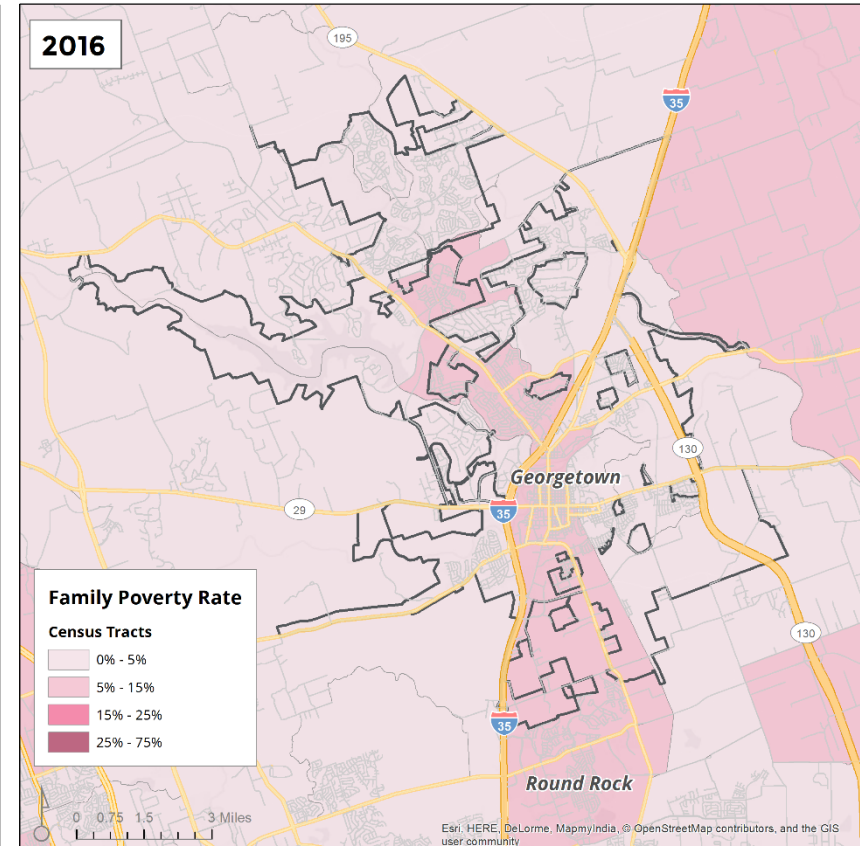 2016
195
35
Georgetown
130
29
35
130
Family Poverty Rate
Census Tracts
0% - 5%
5% - 15%
15% - 25%
25% - 75%
35
Round Rock
0 0.75 1.5 3 Miles
Esri, HERE, DeLorme, MapmyIndia, © OpenStreetMap contributors, and the GIS
user community